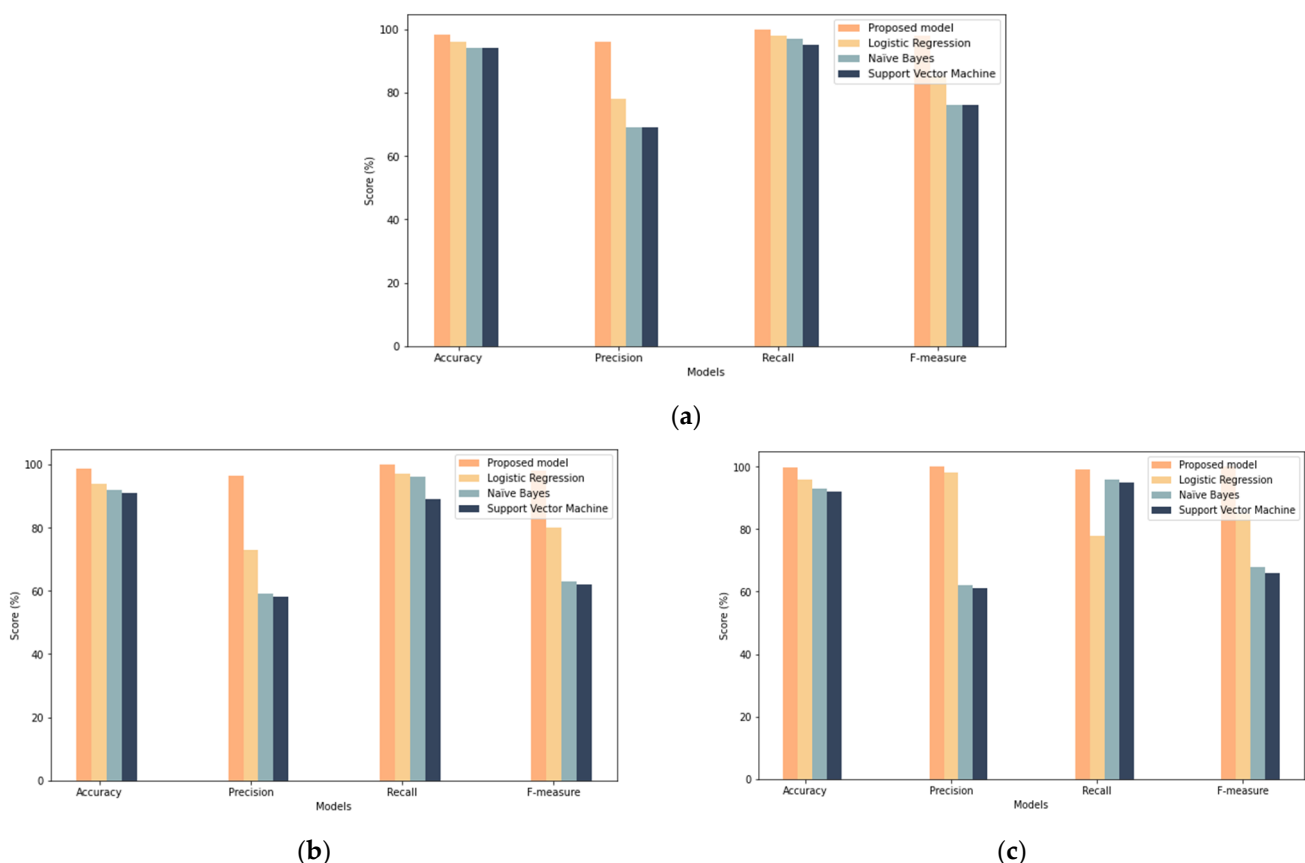 100
80
60
40
20
0
Score (%)
Proposed model
Logistic Regression
Naïve Bayes
Support Vector Machine
Accuracy Precision Recall F-measure
Models
(a)
100
80
60
40
20
0
Score (%)
Proposed model
Logistic Regression
Naïve Bayes
Support Vector Machine
Accuracy Precision Recall F-measure
Models
(b)
100
80
60
40
20
0
Score (%)
Proposed model
Logistic Regression
Naïve Bayes
Support Vector Machine
Accuracy Precision Recall F-measure
Models
(c)